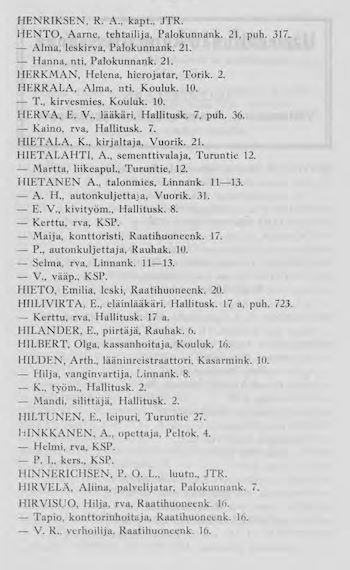 HENRIKSEN, R. A., kapt., JTR.
HENTO, Aarne, tehtailija, Palokunnank. 21, puh. 317.
— Alma, leskirva, Palokunnank. 21.
— Hanna, nti, Palokunnank. 21.
HERKMAN, Helena, hierojatar, Torik. 2.
HERRALA, Alma, nti, Kouluk. 10.
— T., kirvesmies, Kouluk. 10.
HERVA, E. V., lääkäri, Hallitusk. 7, puh. 36.
— Kaino, rva, Hallitusk. 7.
HIETALA, K., kirjaltaja, Vuorik. 21.
HIETALAHTI, A., sementtivalaja, Turuntie 12.
— Martta, liikeapul., Turuntie, 12.
HIETANEN A., talonmies, Linnank. 11—13.
— A. H., autonkuljettaja, Vuorik. 31.
— E. V., kivityöm., Hallitusk. 8.
— Kerttu, rva, KSP.
— Maija, konttoristi, Raatihuoneenk. 17.
— P., autonkuljettaja, Rauhak. 10.
— Selma, rva, Linnank. 11—13.
— V., vääp., KSP.
HIETO, Emilia, leski, Raatihuoneenk. 20.
HIILIVIRTA, E., eläinlääkäri, Hallitusk. 17 a, puh. 723.
— Kerttu, rva, Hallitusk. 17 a.
HILANDER, E., piirtäjä, Rauhak. 6.
HILBERT, Olga, kassanhoitaja, Kouluk. 16.
HILDEN, Arth., lääninreistraattori, Kasarmink. 10.
— Hilja, vanginvartija, Linnank. 8.
— K., työm., Hallitusk. 2.
— Mandi, silittäjä, Hallitusk. 2.
HILTUNEN, E., leipuri, Turuntie 27.
HINKKANEN, A., opettaja, Peltok. 4.
— Helmi, rva, KSP.
— P. I., kers., KSP.
HINNERICHSEN, P. O. L., luutn., JTR.
HIRVELÄ, Aliina, palvelijatar, Palokunnank. 7.
HIRVISUO, Hilja, rva, Raatihuoneenk. 16.
— Tapio, konttorinhoitaja, Raatihuoneenk. 16.
— V. R., verhoilija, Raatihuoneenk. 16.